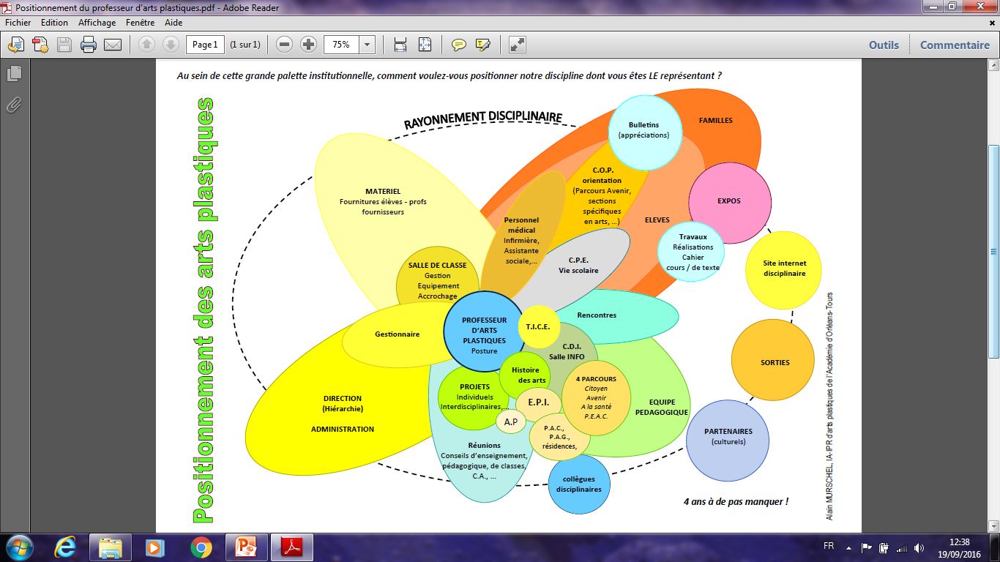 Positionnement du professeur d'arts plastiques.pdf - Adobe Reader
Fichier Edition Affichage Fenêtre Aide
Page 1 (1 sur 1) 75% Outils Commentaire
Au sein de cette grande palette institutionnelle, comment voulez-vous positionner notre discipline dont vous êtes LE représentant ?
Positionnement des arts plastiques
RAYONNEMENT DISCIPLINAIRE
Bulletins
(appréciations)
FAMILLES
MATERIEL
Fournitures élèves - profs
fournisseurs
C.O.P.
orientation
(Parcours Avenir,
sections
spécifiques
en arts, ...)
EXPOS
ELEVES
Personnel
médical
Infirmière,
Assistante
sociale,...
Travaux
Réalisations
Cahier
cours / de texte
C.P.E.
Vie scolaire
Site internet
disciplinaire
SALLE DE CLASSE
Gestion
Equipement
Accrochage
PROFESSEUR
D'ARTS
PLASTIQUES
Posture
T.I.C.E.
Rencontres
Gestionnaire
C.D.I.
Salle INFO
SORTIES
Histoire
des arts
4 PARCOURS
Citoyen
Avenir
A la santé
P.E.A.C.
PROJETS
Individuels
Interdisciplinaires,...
E.P.I.
EQUIPE
PEDAGOGIQUE
DIRECTION
(Hiérarchie)
ADMINISTRATION
A.P
P.A.C.,
P.A.G.,
résidences,
PARTENAIRES
(culturels)
Réunions
Conseils d'enseignement,
pédagogique, de classes,
C.A., ...
collègues
disciplinaires
4 ans à de pas manquer !
Alain MURSCHEL, IA-IPR d'arts plastiques de l'Académie d'Orléans-Tours
FR 12:38
19/09/2016